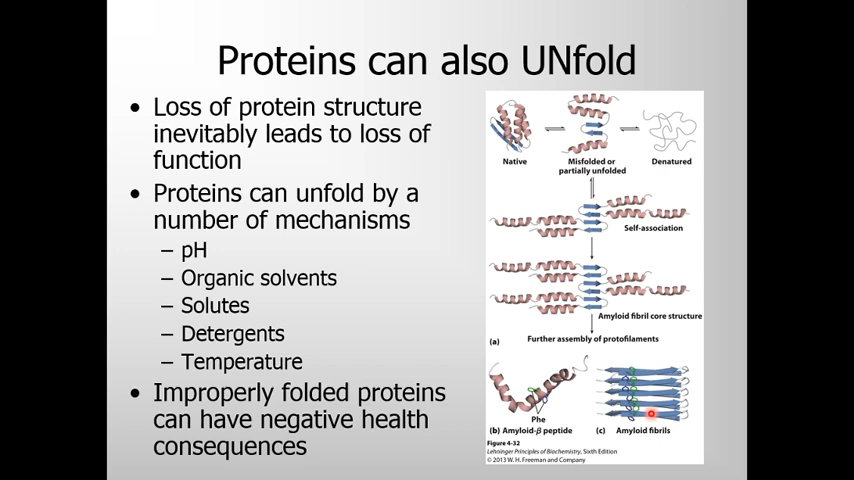 Proteins can also UNfold
• Loss of protein structure
inevitably leads to loss of
function
• Proteins can unfold by a
number of mechanisms
– pH
– Organic solvents
– Solutes
– Detergents
– Temperature
• Improperly folded proteins
can have negative health
consequences
Native
Misfolded or
partially unfolded
Denatured
Self-association
Amyloid fibril core structure
(a)
Further assembly of protofilaments
Phe
(b) Amyloid-β peptide
(c) Amyloid fibrils
Figure 4-32
Lehninger Principles of Biochemistry, Sixth Edition
© 2013 W. H. Freeman and Company